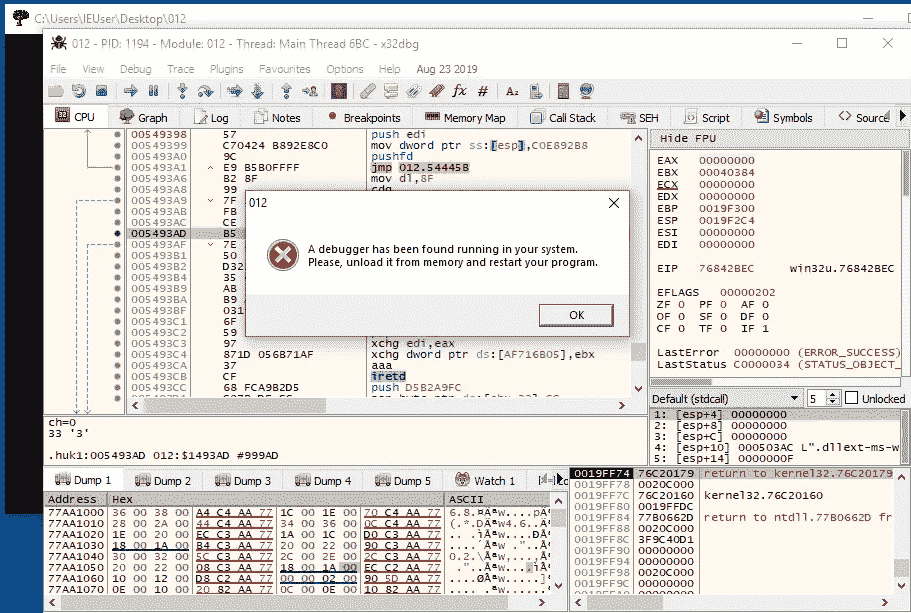 C:\Users\IEUser\Desktop\012
012 - PID: 1194 - Module: 012 - Thread: Main Thread 6BC - x32dbg
File View Debug Trace Plugins Favourites Options Help Aug 23 2019
CPU Graph Log Notes Breakpoints Memory Map Call Stack SEH Script Symbols Source
00549398 57 push edi
C70424 B892E8C0 mov dword ptr ss:[esp],C0E892B8
005493A0 9C pushfd
005493A1 E9 B5B0FFFF jmp 012.54445B
005493A6 B2 8F mov dl,8F
005493A8 99 cdq
005493A9 7F
005493AB FB
005493AC CE
005493AD B5
005493AF 7E
005493B1 50
005493B2 D32
005493B4 35
005493B9 AB
005493BA B9
005493BF 031
005493C1 6F
005493C2 59
005493C3 97 xchg edi,eax
005493C4 871D 056B71AF xchg dword ptr ds:[AF716B05],ebx
005493CA 37 aaa
005493CB CF iretd
005493CC 68 FCA9B2D5 push D5B2A9FC
012
A debugger has been found running in your system.
Please, unload it from memory and restart your program.
OK
Hide FPU
EAX 00000000
EBX 00040384
ECX 00000000
EDX 00000000
EBP 0019F300
ESP 0019F2C4
ESI 00000000
EDI 00000000
EIP 76842BEC win32u.76842BEC
EFLAGS 00000202
ZF 0 PF 0 AF 0
OF 0 SF 0 DF 0
CF 0 TF 0 IF 1
LastError 00000000 (ERROR_SUCCESS)
LastStatus C0000034 (STATUS_OBJECT_
Default (stdcall) 5 Unlocked
1: [esp+4] 00000000
2: [esp+8] 00000000
3: [esp+C] 00000000
4: [esp+10] 000503AC L".dllext-ms-w
5: [esp+14] 0000000F
ch=0
33 '3'
.huk1:005493AD 012:$1493AD #999AD
Dump 1 Dump 2 Dump 3 Dump 4 Dump 5 Watch 1
Address Hex ASCII
77AA1000 36 00 38 00 A4 C4 AA 77 1C 00 1E 00 70 C4 AA 77
77AA1010 28 00 2A 00 44 C4 AA 77 34 00 36 00 0C C4 AA 77
77AA1020 1E 00 20 00 EC C3 AA 77 1A 00 1C 00 D0 C3 AA 77
77AA1030 18 00 1A 00 B4 C3 AA 77 20 00 22 00 90 C3 AA 77
77AA1040 30 00 32 00 5C C3 AA 77 2C 00 2E 00 2C C3 AA 77
77AA1050 20 00 22 00 08 C3 AA 77 18 00 1A 00 EC C2 AA 77
77AA1060 10 00 12 00 D8 C2 AA 77 00 00 02 00 90 5D AA 77
0E 00 10 00 20 82 AA 77 0C 00 0E 00 10 82 AA 77
0019FF74 76C20179 return to kernel32.76C20179
0019FF78 0020C000
0019FF7C 76C20160 kernel32.76C20160
0019FF80 0019FFDC
0019FF84 77B0662D return to ntdll.77B0662D fr
0019FF88 0020C000
0019FF8C 3F9C40D1
0019FF90 00000000
0019FF94 00000000
0019FF98 0020C000
0019FF9C 00000000